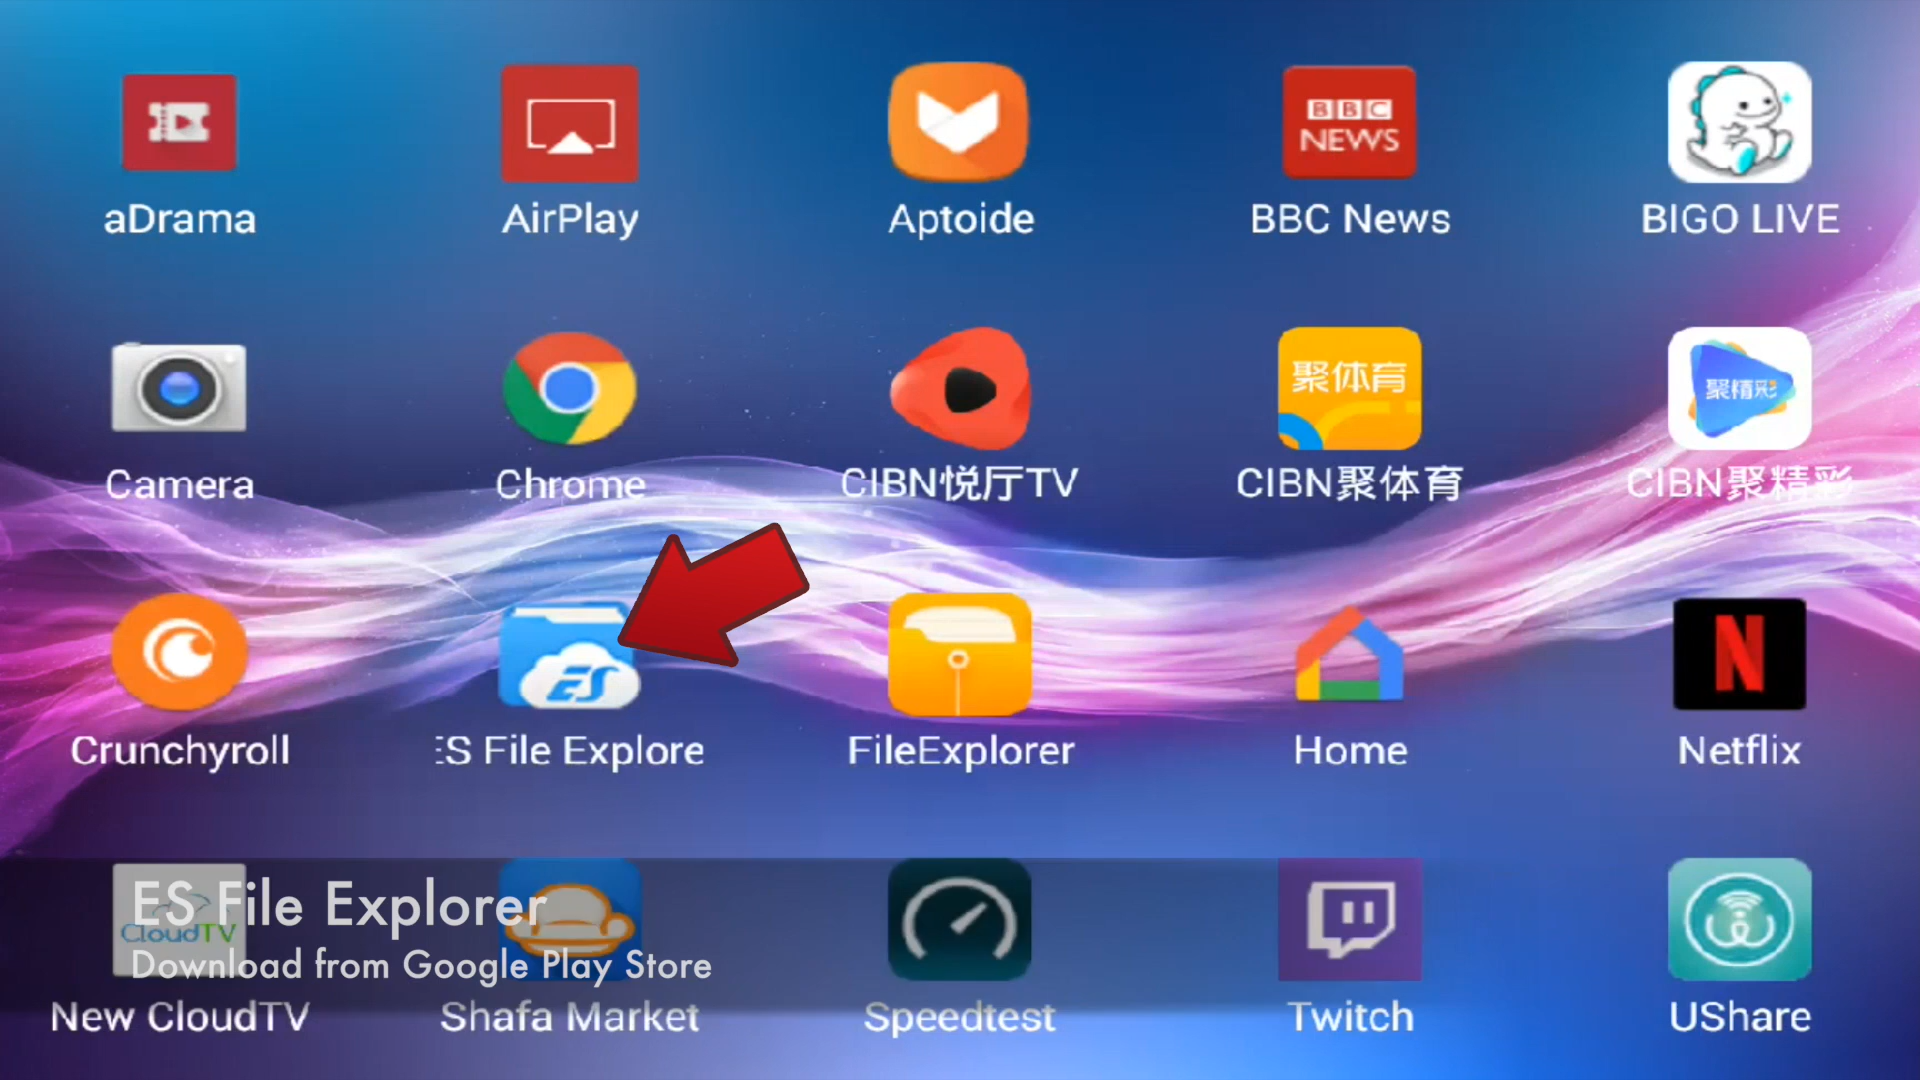 BBC
NEWS
aDrama
AirPlay
Aptoide
BBC News
BIGO LIVE
聚体育
聚精彩
Camera
Chrome
CIBN悦厅TV
CIBN聚体育
CIBN聚精彩
ES
N
Crunchyroll
ES File Explore
FileExplorer
Home
Netflix
CloudTV
ES File Explorer
Download from Google Play Store
New CloudTV
Shafa Market
Speedtest
Twitch
UShare